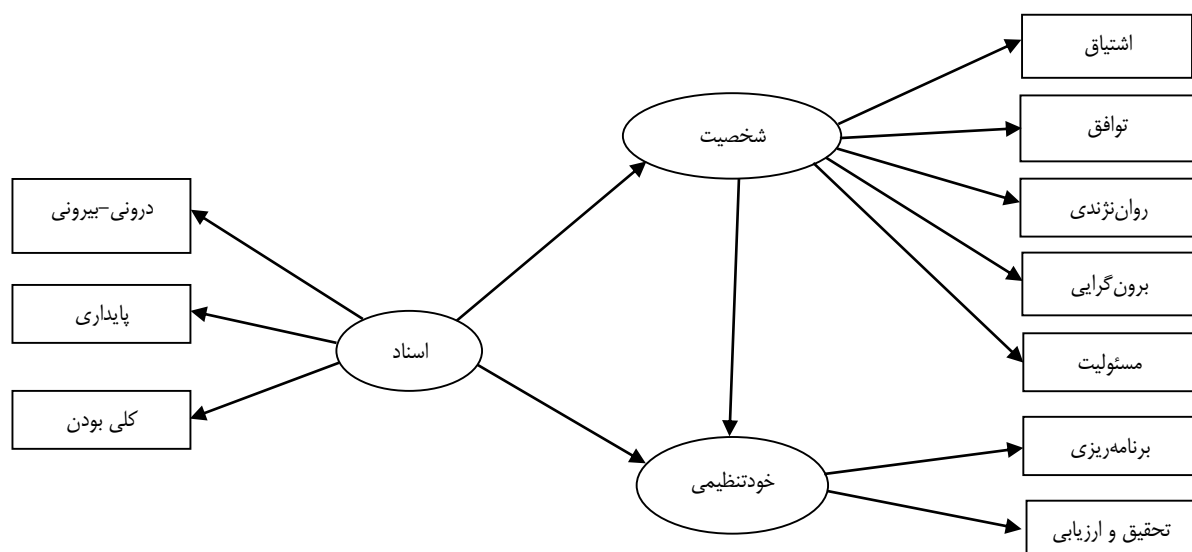 اشتیاق
توافق
شخصیت
روان‌نژندی
درونی–بیرونی
برون‌گرایی
پایداری
اسناد
مسئولیت
کلی بودن
برنامه‌ریزی
خودتنظیمی
تحقیق و ارزیابی